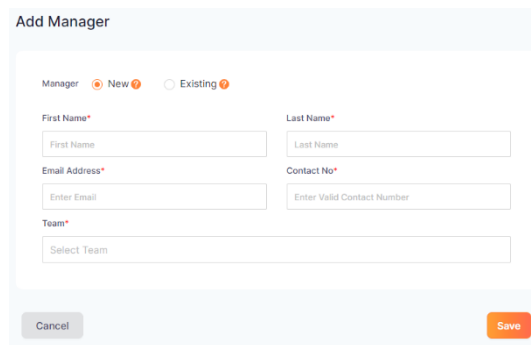 Add Manager
Manager New ? Existing ?
First Name* Last Name*
First Name Last Name
Email Address* Contact No*
Enter Email Enter Valid Contact Number
Team*
Select Team
Cancel Save